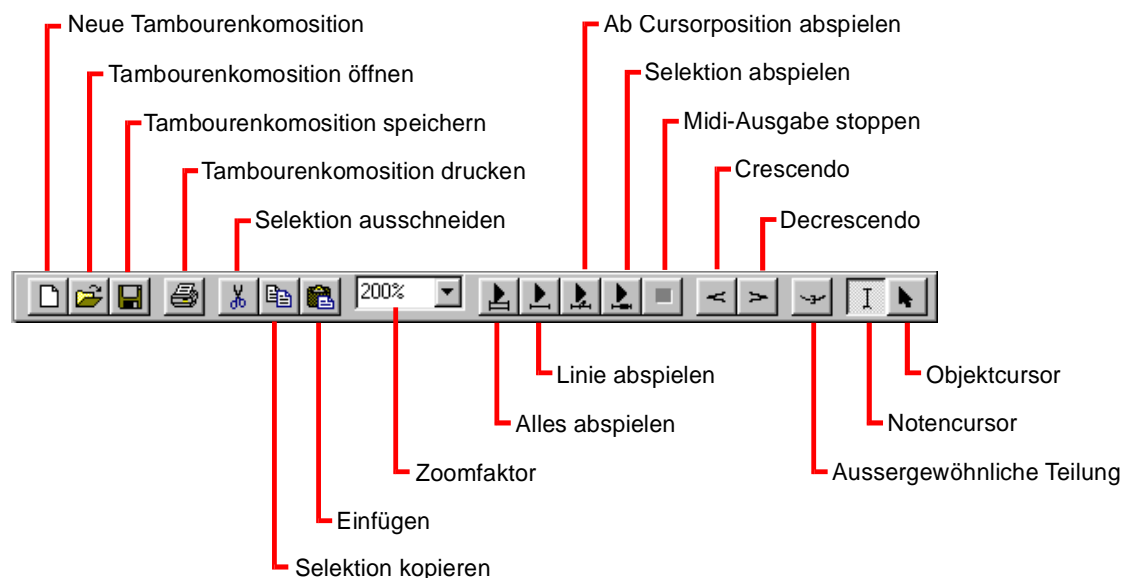 Neue Tambourenkomosition
Ab Cursorposition abspielen
Tambourenkomosition öffnen
Selektion abspielen
Tambourenkomosition speichern
Midi-Ausgabe stoppen
Tambourenkomosition drucken
Crescendo
Selektion ausschneiden
Decrescendo
200%
3
Linie abspielen
Objektcursor
Alles abspielen
Notencursor
Zoomfaktor
Aussergewöhnliche Teilung
Einfügen
Selektion kopieren